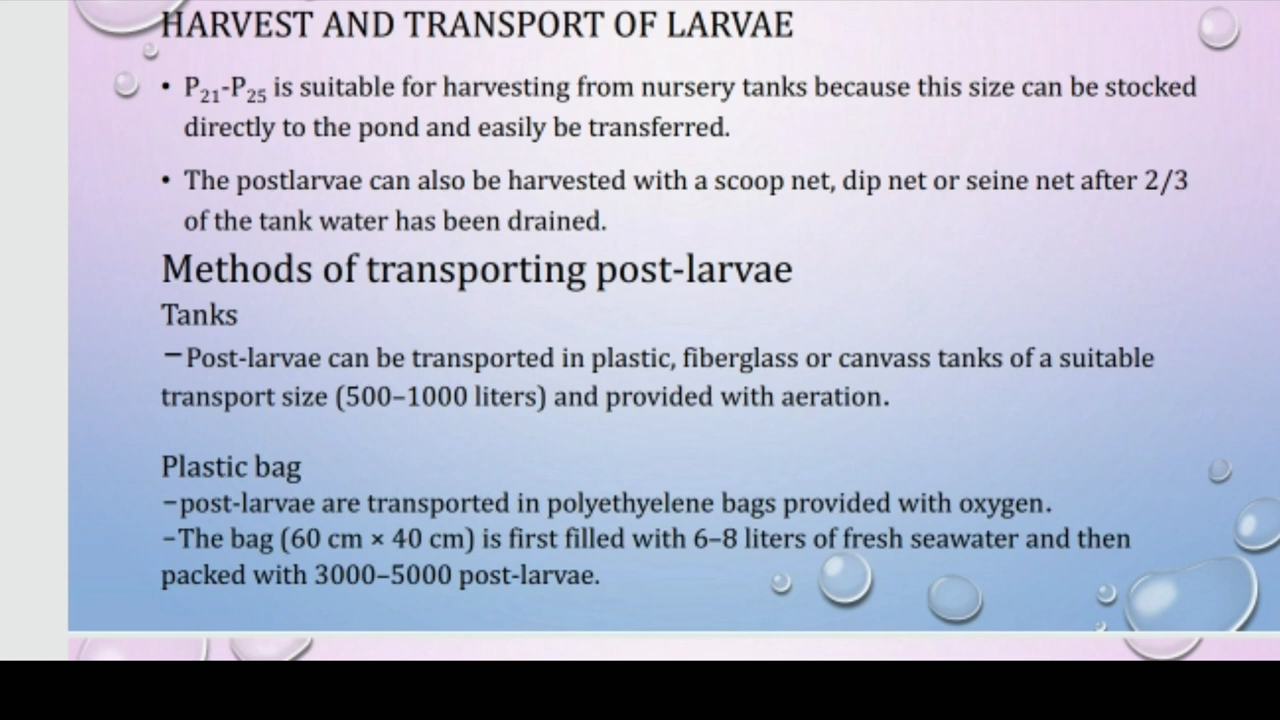 HARVEST AND TRANSPORT OF LARVAE
• P21-P25 is suitable for harvesting from nursery tanks because this size can be stocked
directly to the pond and easily be transferred.
• The postlarvae can also be harvested with a scoop net, dip net or seine net after 2/3
of the tank water has been drained.
Methods of transporting post-larvae
Tanks
–Post-larvae can be transported in plastic, fiberglass or canvass tanks of a suitable
transport size (500–1000 liters) and provided with aeration.
Plastic bag
–post-larvae are transported in polyethyelene bags provided with oxygen.
–The bag (60 cm × 40 cm) is first filled with 6–8 liters of fresh seawater and then
packed with 3000–5000 post-larvae.